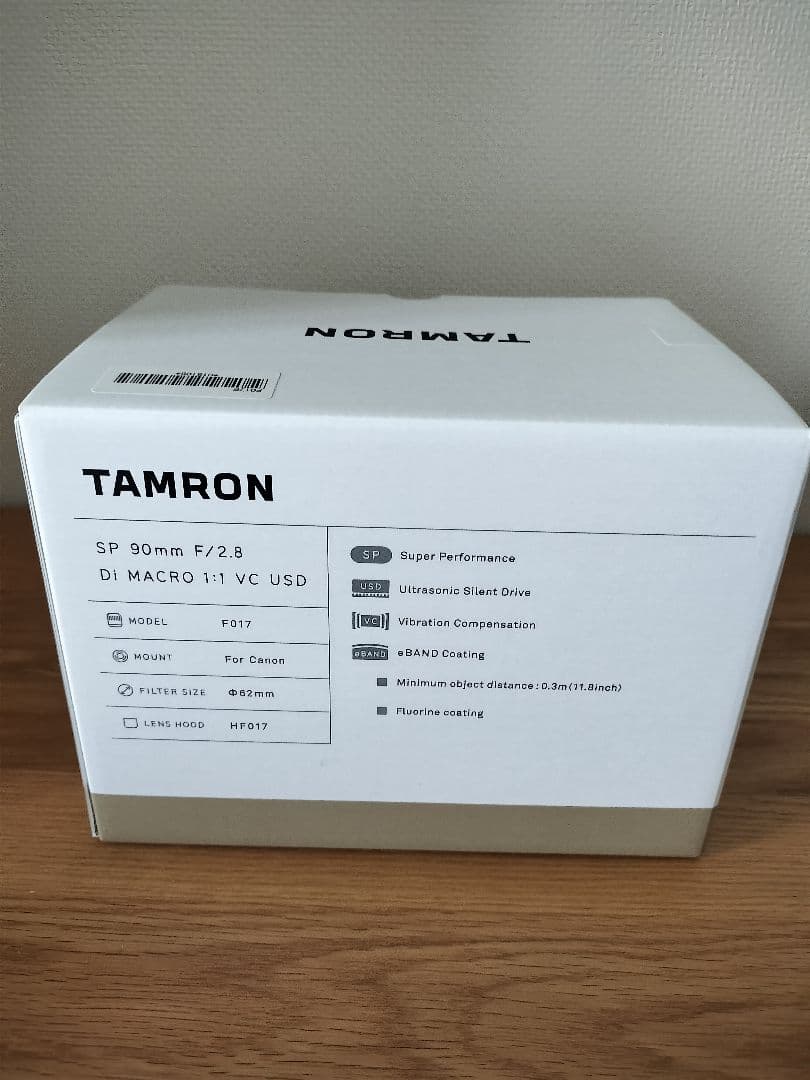 TAMRON
TAMRON
SP 90mm F/2.8
Di MACRO 1:1 VC USD
MODEL F017
MOUNT For Canon
FILTER SIZE Φ62mm
LENS HOOD HF017
SP Super Performance
USD Ultrasonic Silent Drive
VC Vibration Compensation
eBAND eBAND Coating
Minimum object distance : 0.3m(11.8inch)
Fluorine coating